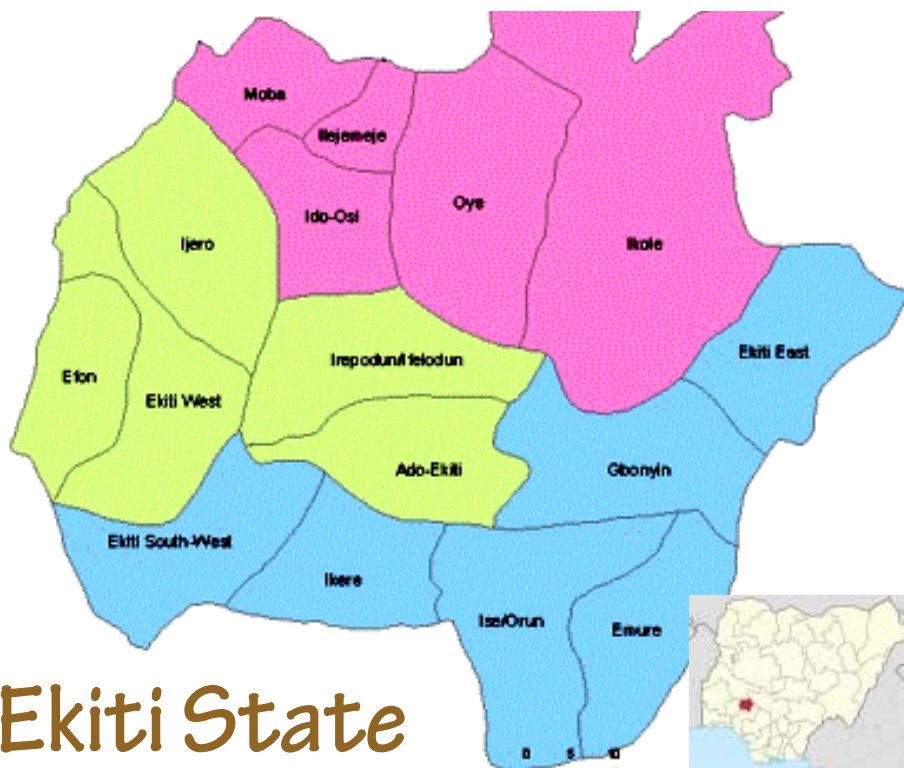 Moba
Ilejemeje
Ido-Osi
Oye
Ijero
Ikole
Irepodun/Ifelodun
Ekiti East
Efon
Ekiti West
Ado-Ekiti
Gbonyin
Ekiti South-West
Ikere
Ise/Orun
Emure
Ekiti State
0 5 10